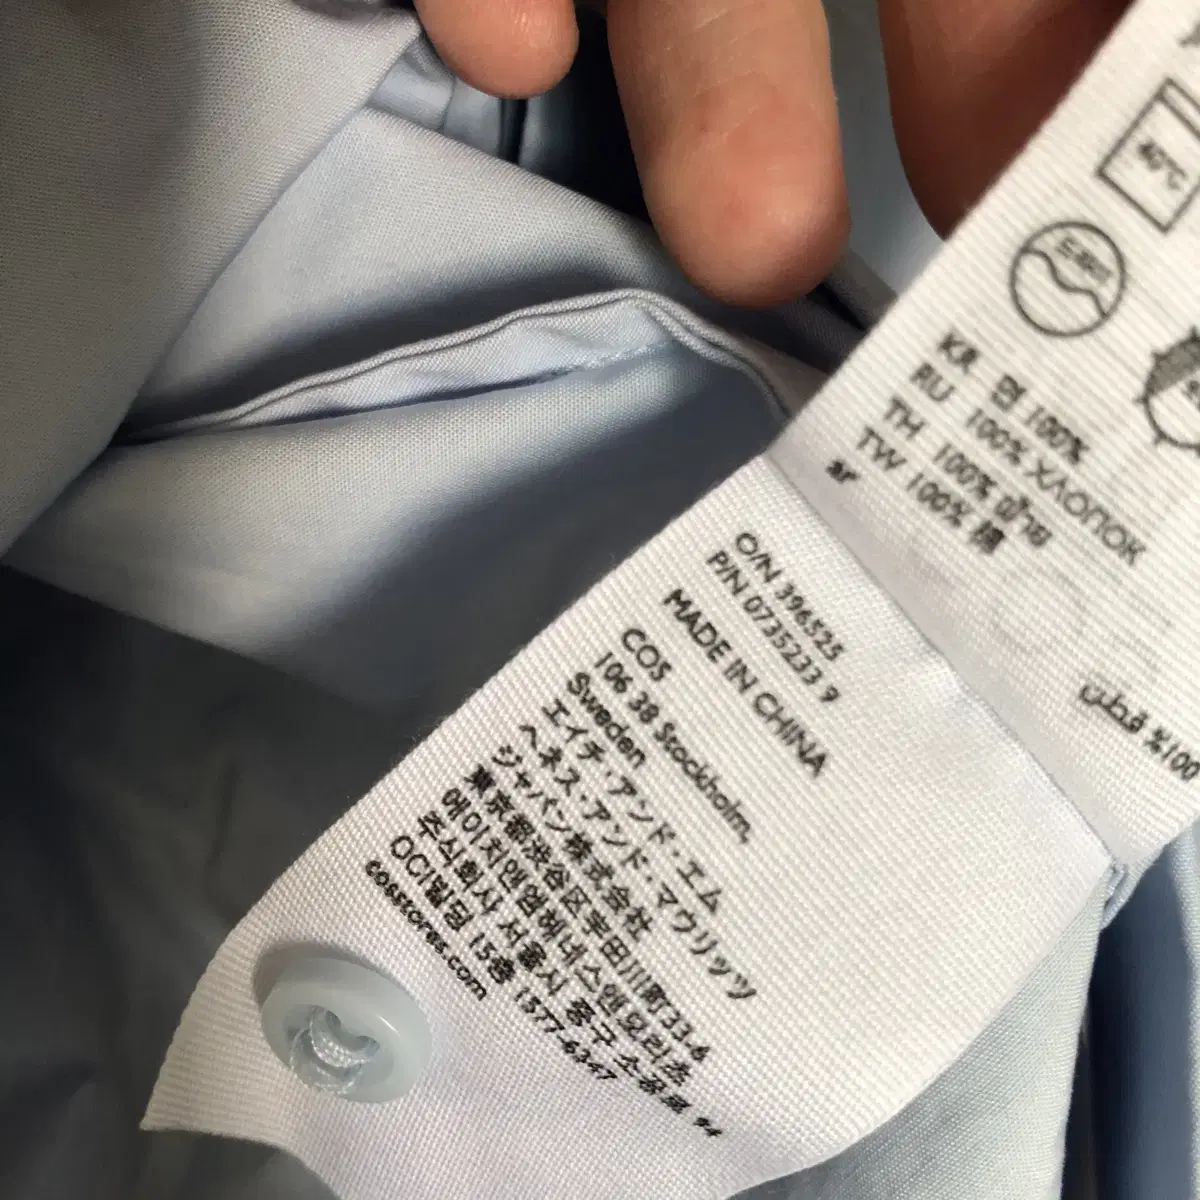 40℃
KR 면 100%
RU 100% ХЛОПОК
TH 100% ฝ้าย
TW 100% 棉
ar
100% قطن
O/N 396525
P/N 0735233 9
MADE IN CHINA
COS
106 38 Stockholm,
Sweden
エイチ・アンド・エム
ヘネス・アンド・マウリッツ
ジャパン株式会社
東京都渋谷区宇田川町33-6
에이치앤엠헤네스앤모리츠
주식회사 서울시 중구 소공로 94
OCI빌딩 15층 1577-6347
cosstores.com